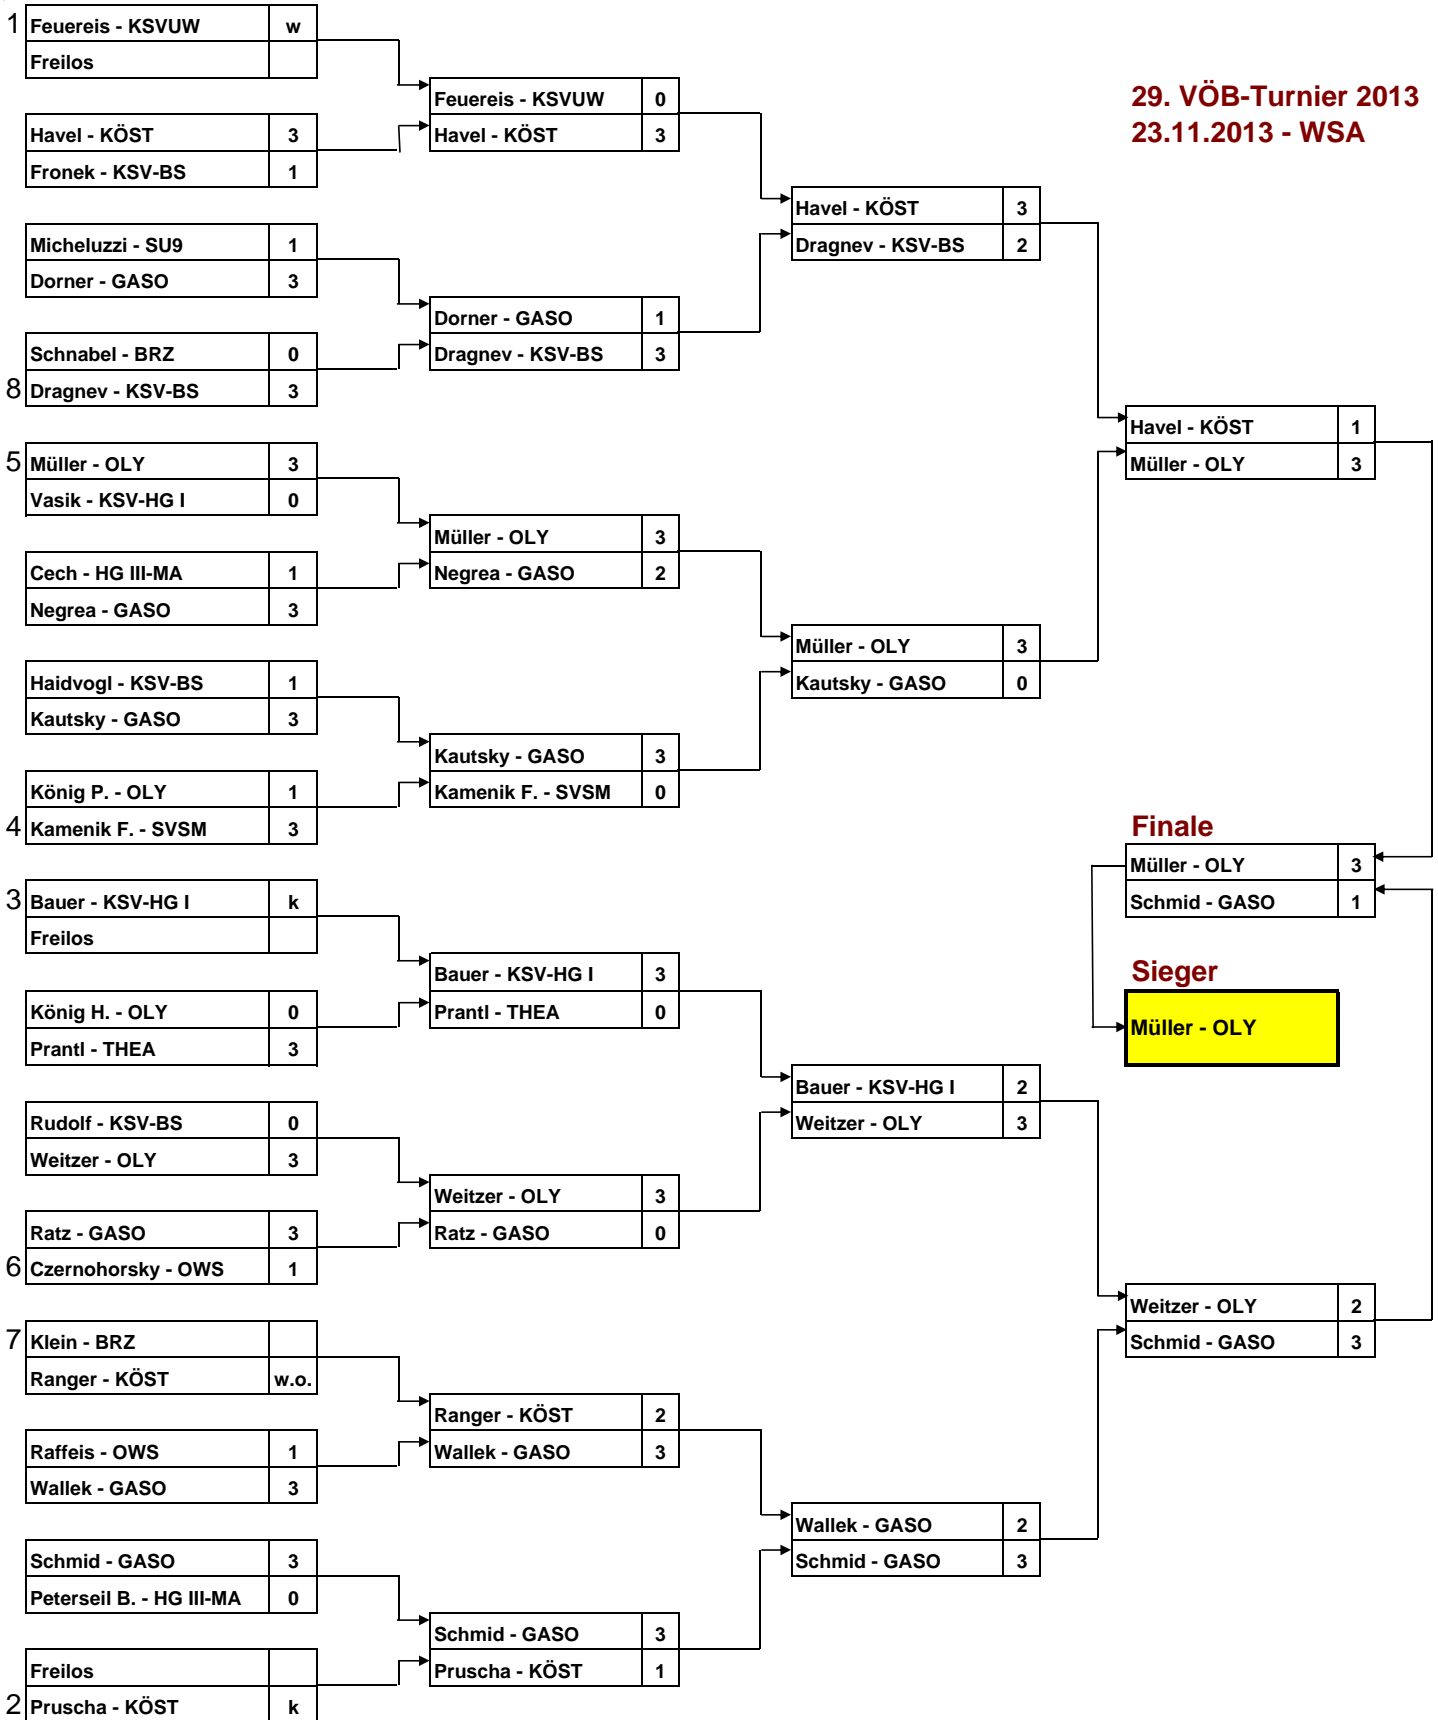 29. VÖB-Turnier 2013
23.11.2013 - WSA
1 Feuereis - KSVUW w
Freilos
Havel - KÖST 3
Fronek - KSV-BS 1
Micheluzzi - SU9 1
Dorner - GASO 3
Schnabel - BRZ 0
8 Dragnev - KSV-BS 3
5 Müller - OLY 3
Vasik - KSV-HG I 0
Cech - HG III-MA 1
Negrea - GASO 3
Haidvogl - KSV-BS 1
Kautsky - GASO 3
König P. - OLY 1
4 Kamenik F. - SVSM 3
3 Bauer - KSV-HG I k
Freilos
König H. - OLY 0
Prantl - THEA 3
Rudolf - KSV-BS 0
Weitzer - OLY 3
Ratz - GASO 3
6 Czernohorsky - OWS 1
7 Klein - BRZ
Ranger - KÖST w.o.
Raffeis - OWS 1
Wallek - GASO 3
Schmid - GASO 3
Peterseil B. - HG III-MA 0
Freilos
2 Pruscha - KÖST k
Feuereis - KSVUW 0
Havel - KÖST 3
Dorner - GASO 1
Dragnev - KSV-BS 3
Müller - OLY 3
Negrea - GASO 2
Kautsky - GASO 3
Kamenik F. - SVSM 0
Bauer - KSV-HG I 3
Prantl - THEA 0
Weitzer - OLY 3
Ratz - GASO 0
Ranger - KÖST 2
Wallek - GASO 3
Schmid - GASO 3
Pruscha - KÖST 1
Havel - KÖST 3
Dragnev - KSV-BS 2
Müller - OLY 3
Kautsky - GASO 0
Bauer - KSV-HG I 2
Weitzer - OLY 3
Wallek - GASO 2
Schmid - GASO 3
Havel - KÖST 1
Müller - OLY 3
Weitzer - OLY 2
Schmid - GASO 3
Finale
Müller - OLY 3
Schmid - GASO 1
Sieger
Müller - OLY